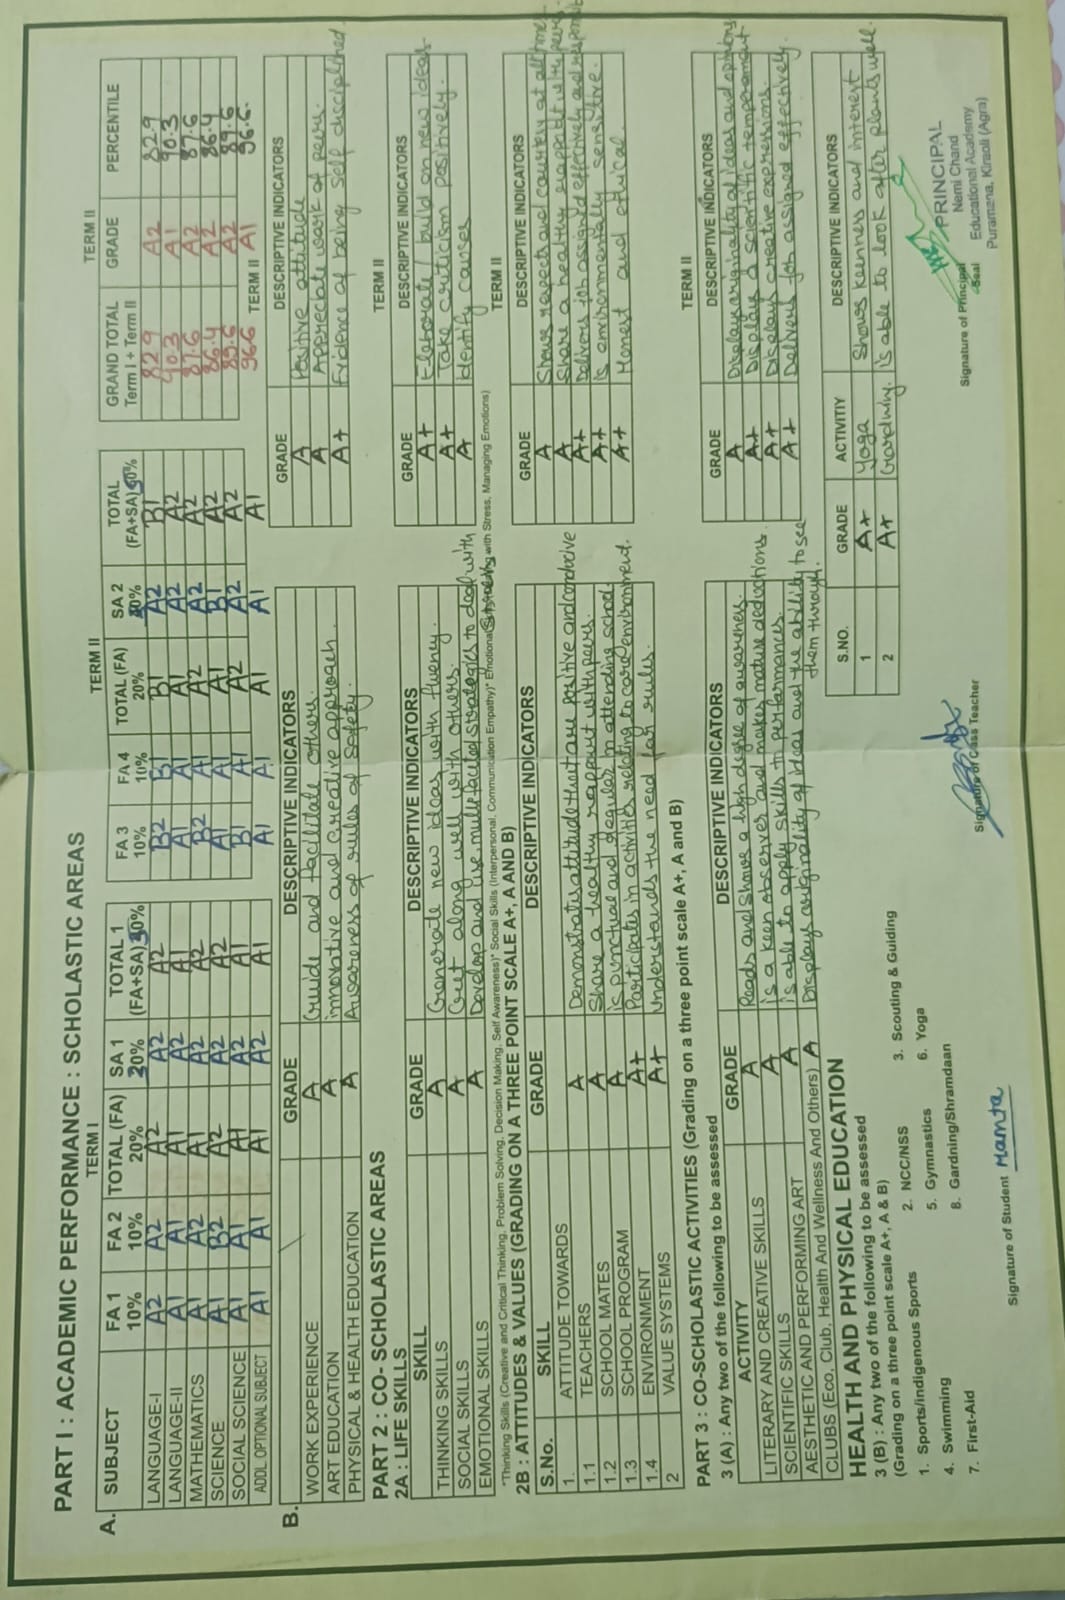 PART I : ACADEMIC PERFORMANCE : SCHOLASTIC AREAS
TERM I TERM II TERM II
A. SUBJECT FA 1 10% FA 2 10% TOTAL (FA) 20% SA 1 30% TOTAL 1 (FA+SA) 50% FA 3 10% FA 4 10% TOTAL (FA) 20% SA 2 30% TOTAL (FA+SA) 50% GRAND TOTAL Term I + Term II GRADE PERCENTILE
LANGUAGE-I A2 A2 A2 A2 A2 B2 B1 B1 A2 B1 82.9 A2 82.9
LANGUAGE-II A1 A1 A1 A2 A1 A1 A1 A1 A2 A2 90.3 A1 90.3
MATHEMATICS A1 A2 A1 A2 A2 B2 A1 A2 A2 A2 87.6 A2 87.6
SCIENCE A1 B2 A2 A2 A2 A1 A1 A1 B1 A2 86.4 A2 86.4
SOCIAL SCIENCE A1 A1 A1 A2 A1 B1 A1 A2 A2 A2 89.6 A2 89.6
ADDL. OPTIONAL SUBJECT A1 A1 A1 A2 A1 A1 A1 A1 A1 A1 96.6 A1 96.6
TERM II
B. GRADE DESCRIPTIVE INDICATORS GRADE DESCRIPTIVE INDICATORS
WORK EXPERIENCE A Guide and facilitate others. A Positive attitude
ART EDUCATION A innovative and creative approach. A Appreciate work of peers.
PHYSICAL & HEALTH EDUCATION A Awareness of rules of safety. A+ Evidence of being self disciplined
PART 2 : CO- SCHOLASTIC AREAS
2A : LIFE SKILLS TERM II
SKILL GRADE DESCRIPTIVE INDICATORS GRADE DESCRIPTIVE INDICATORS
THINKING SKILLS A Generate new ideas with fluency. A+ Elaborate / build on new ideas
SOCIAL SKILLS A Get along well with others. A+ Take criticism positively.
EMOTIONAL SKILLS A Develop and use multifaceted strategies to deal with A Identify causes
*Thinking Skills (Creative and Critical Thinking, Problem Solving, Decision Making, Self Awareness)* Social Skills (Interpersonal, Communication Empathy)* Emotional with Stress, Managing Emotions)
2B : ATTITUDES & VALUES (GRADING ON A THREE POINT SCALE A+, A AND B) TERM II
S.No. SKILL GRADE DESCRIPTIVE INDICATORS GRADE DESCRIPTIVE INDICATORS
1. ATTITUDE TOWARDS
1.1 TEACHERS A Demonstrates attitude that are positive and conducive A Shows respect and courtesy at all times
1.2 SCHOOL MATES A Share a healthy rapport with peers. A Share a healthy rapport with peers
1.3 SCHOOL PROGRAM A is punctual and regular in attending school A+ Delivers for assigned effectively and
1.4 ENVIRONMENT A+ Participates in activities relating to care environment. A+ is environmentally sensitive.
2 VALUE SYSTEMS A+ Understands the need for rules. A+ Honest and ethical.
PART 3 : CO-SCHOLASTIC ACTIVITIES (Grading on a three point scale A+, A and B)
3 (A) : Any two of the following to be assessed TERM II
ACTIVITY GRADE DESCRIPTIVE INDICATORS GRADE DESCRIPTIVE INDICATORS
LITERARY AND CREATIVE SKILLS A Reads and shows a high degree of awareness. A Displays originality of ideas and opinions
SCIENTIFIC SKILLS A is a keen observer and makes mature deductions. A+ Displays a scientific temperament
AESTHETIC AND PERFORMING ART A is able to apply skills to performances. A+ Displays creative expressions.
CLUBS (Eco, Club, Health And Wellness And Others) A Displays originality of ideas and the ability to see them through. A+ Delivers for assigned effectively.
HEALTH AND PHYSICAL EDUCATION
3 (B) : Any two of the following to be assessed
(Grading on a three point scale A+, A & B)
1. Sports/indigenous Sports 2. NCC/NSS 3. Scouting & Guiding
4. Swimming 5. Gymnastics 6. Yoga
7. First-Aid 8. Gardning/Shramdaan
S.NO. GRADE ACTIVITIY DESCRIPTIVE INDICATORS
1 A+ Yoga Shows keenners and interest
2 A+ Gardning. is able to look after plants well.
Signature of Student Mamta
Signature of Class Teacher
Signature of Principal
Seal
PRINCIPAL
Nemi Chand
Educational Academy
Puramena, Kiraoli (Agra)